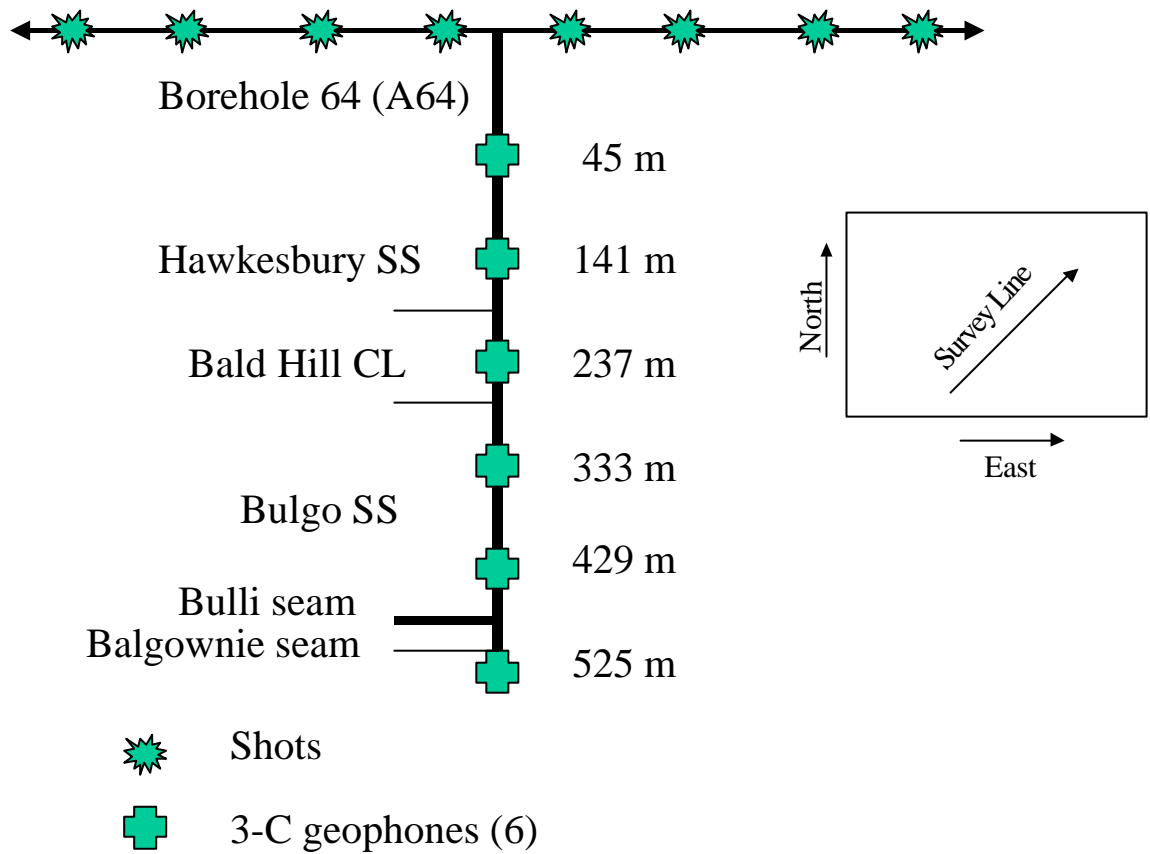 Borehole 64 (A64)
45 m
Hawkesbury SS
141 m
Bald Hill CL
237 m
333 m
Bulgo SS
429 m
Bulli seam
Balgownie seam
525 m
North
Survey Line
East
Shots
3-C geophones (6)